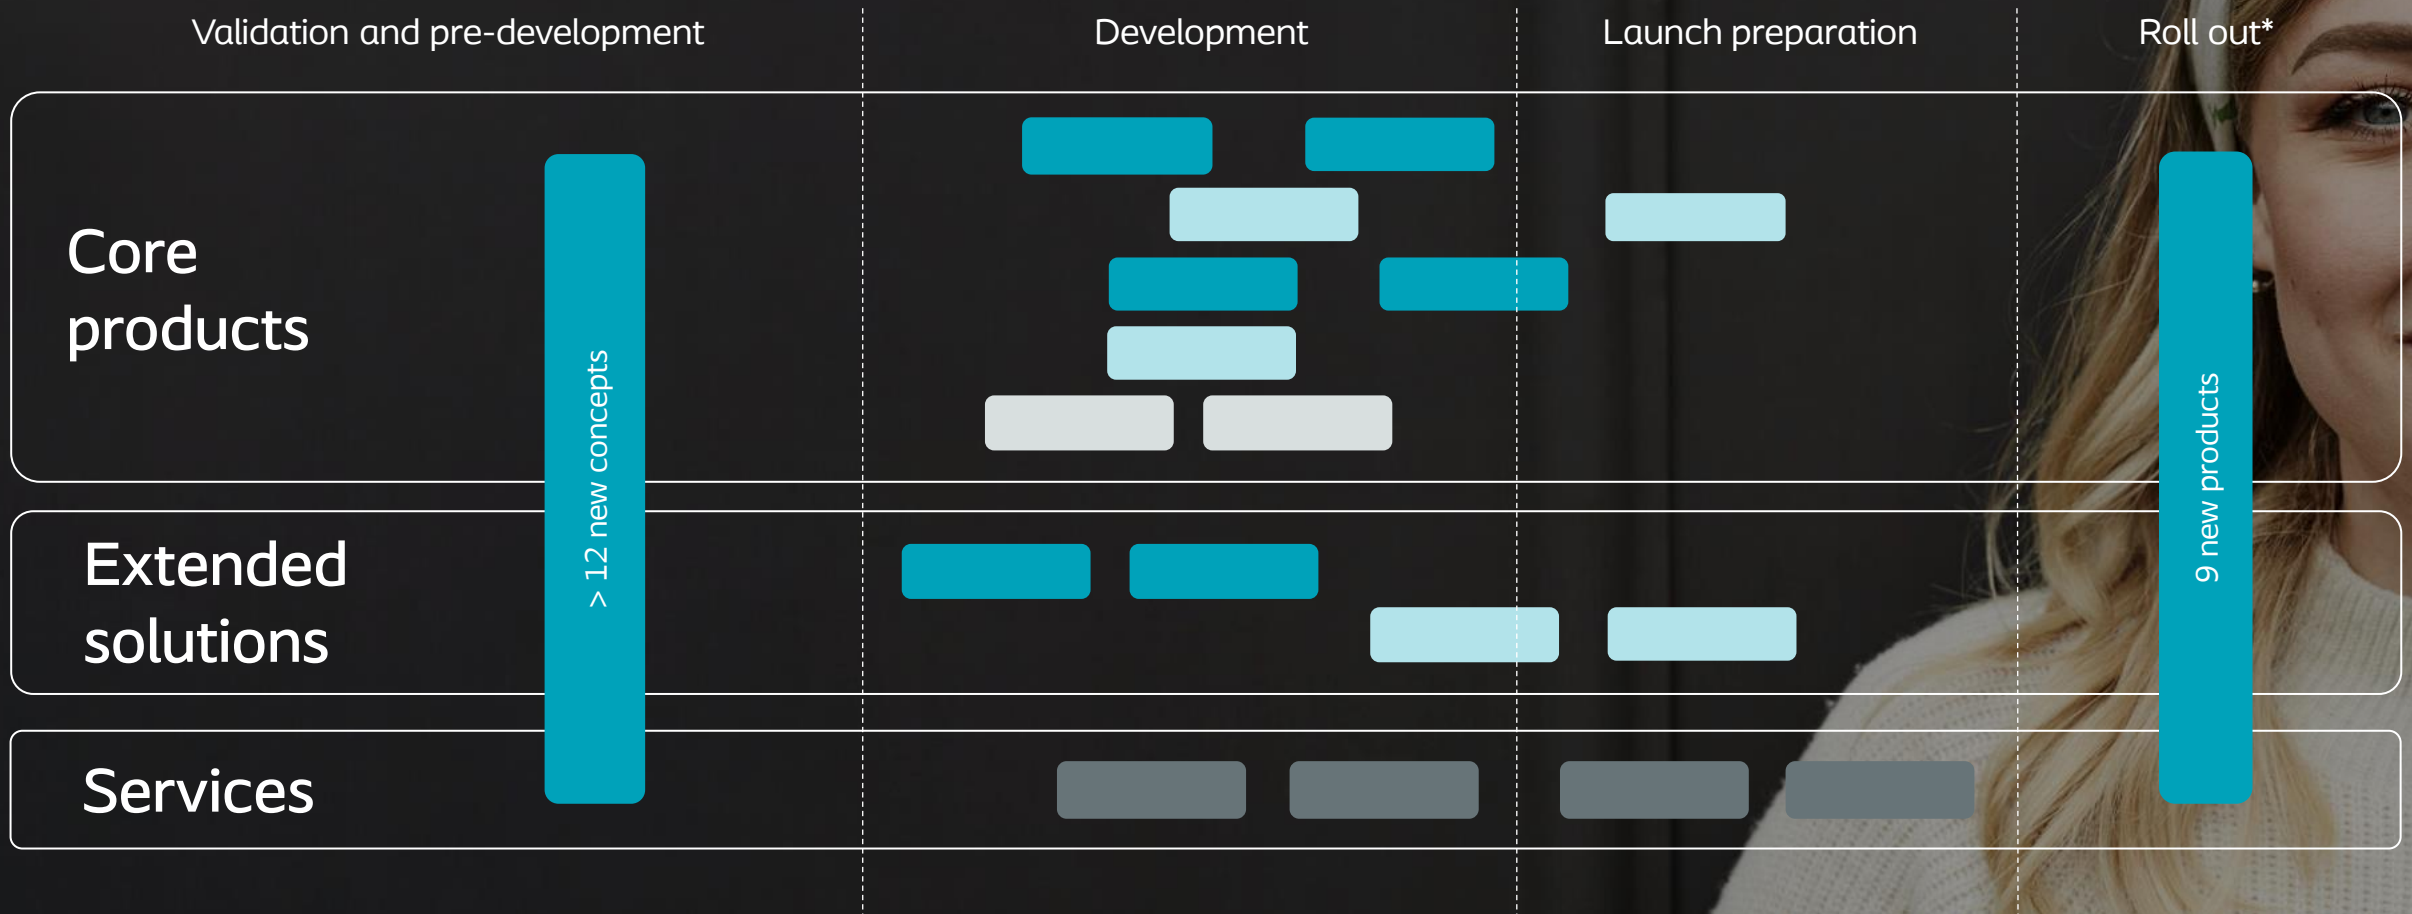 Validation and pre-development
Development
Launch preparation
Roll out*
Core
products
> 12 new concepts
9 new products
Extended
solutions
Services